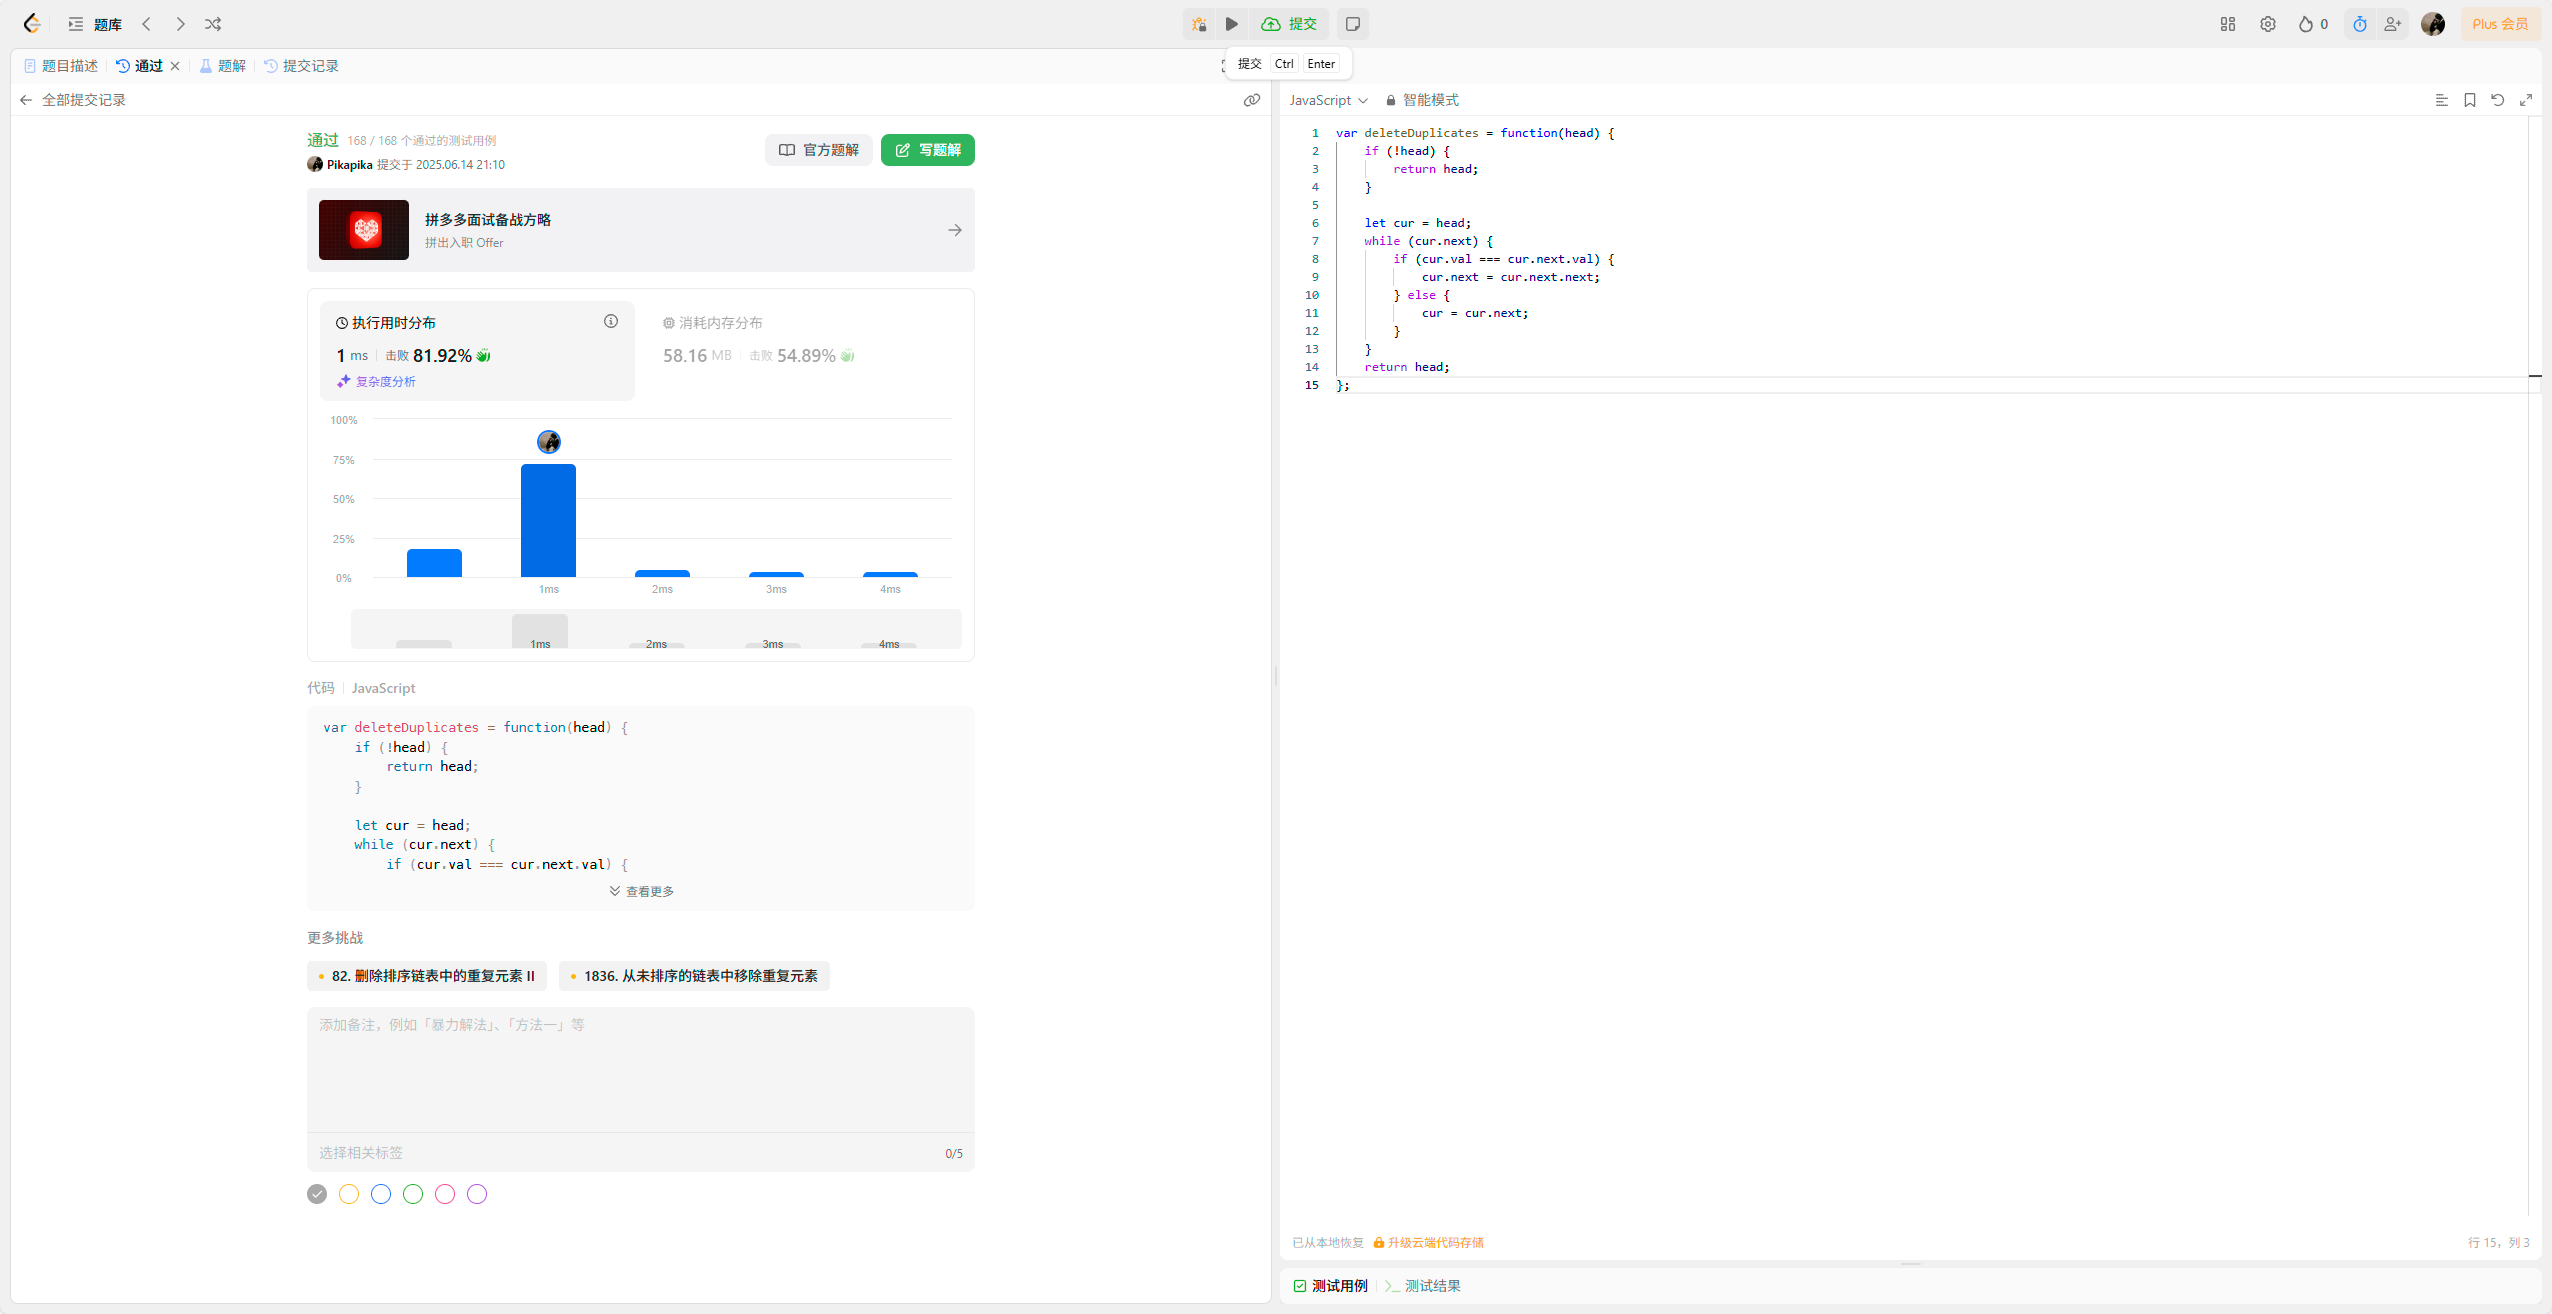 题库
提交
0
Plus 会员
题目描述
通过
题解
提交记录
提交 Ctrl Enter
全部提交记录
通过 168 / 168 个通过的测试用例
Pikapika 提交于 2025.06.14 21:10
官方题解
写题解
拼多多面试备战方略
拼出入职 Offer
执行用时分布
1 ms 击败 81.92%
复杂度分析
消耗内存分布
58.16 MB 击败 54.89%
100%
75%
50%
25%
0%
1ms 2ms 3ms 4ms
1ms 2ms 3ms 4ms
代码 JavaScript
var deleteDuplicates = function(head) {
    if (!head) {
        return head;
    }
    let cur = head;
    while (cur.next) {
        if (cur.val === cur.next.val) {
查看更多
更多挑战
82. 删除排序链表中的重复元素 II
1836. 从未排序的链表中移除重复元素
添加备注，例如「暴力解法」、「方法一」等
选择相关标签
0/5
JavaScript 智能模式
1 var deleteDuplicates = function(head) {
2     if (!head) {
3         return head;
4     }
5
6     let cur = head;
7     while (cur.next) {
8         if (cur.val === cur.next.val) {
9             cur.next = cur.next.next;
10         } else {
11             cur = cur.next;
12         }
13     }
14     return head;
15 };
已从本地恢复 升级云端代码存储
行 15，列 3
测试用例
测试结果